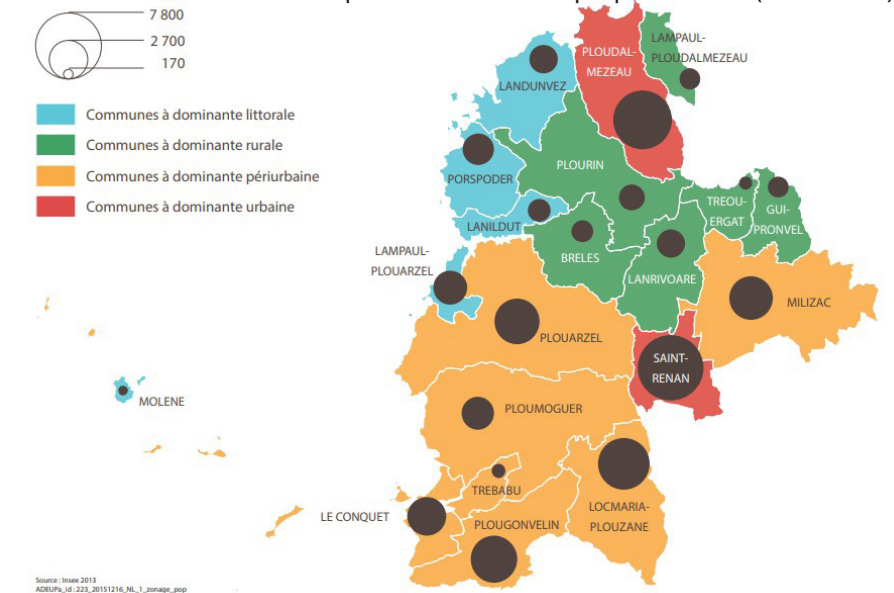 7 800
2 700
170
Communes à dominante littorale
Communes à dominante rurale
Communes à dominante périurbaine
Communes à dominante urbaine
PLOUDAL-
MEZEAU
LAMPAUL-
PLOUDALMEZEAU
LANDUNVEZ
PLOURIN
PORSPODER
LANILDUT
TREOU-
ERGAT
GUI-
PRONVEL
BRELES
LANRIVOARE
LAMPAUL-
PLOUARZEL
MILIZAC
PLOUARZEL
SAINT-
RENAN
MOLENE
PLOUMOGUER
TREBABU
LE CONQUET
PLOUGONVELIN
LOCMARIA-
PLOUZANE
Source : Insee 2013
ADEUPa_id : 223_20151216_NL_1_zonage_pop